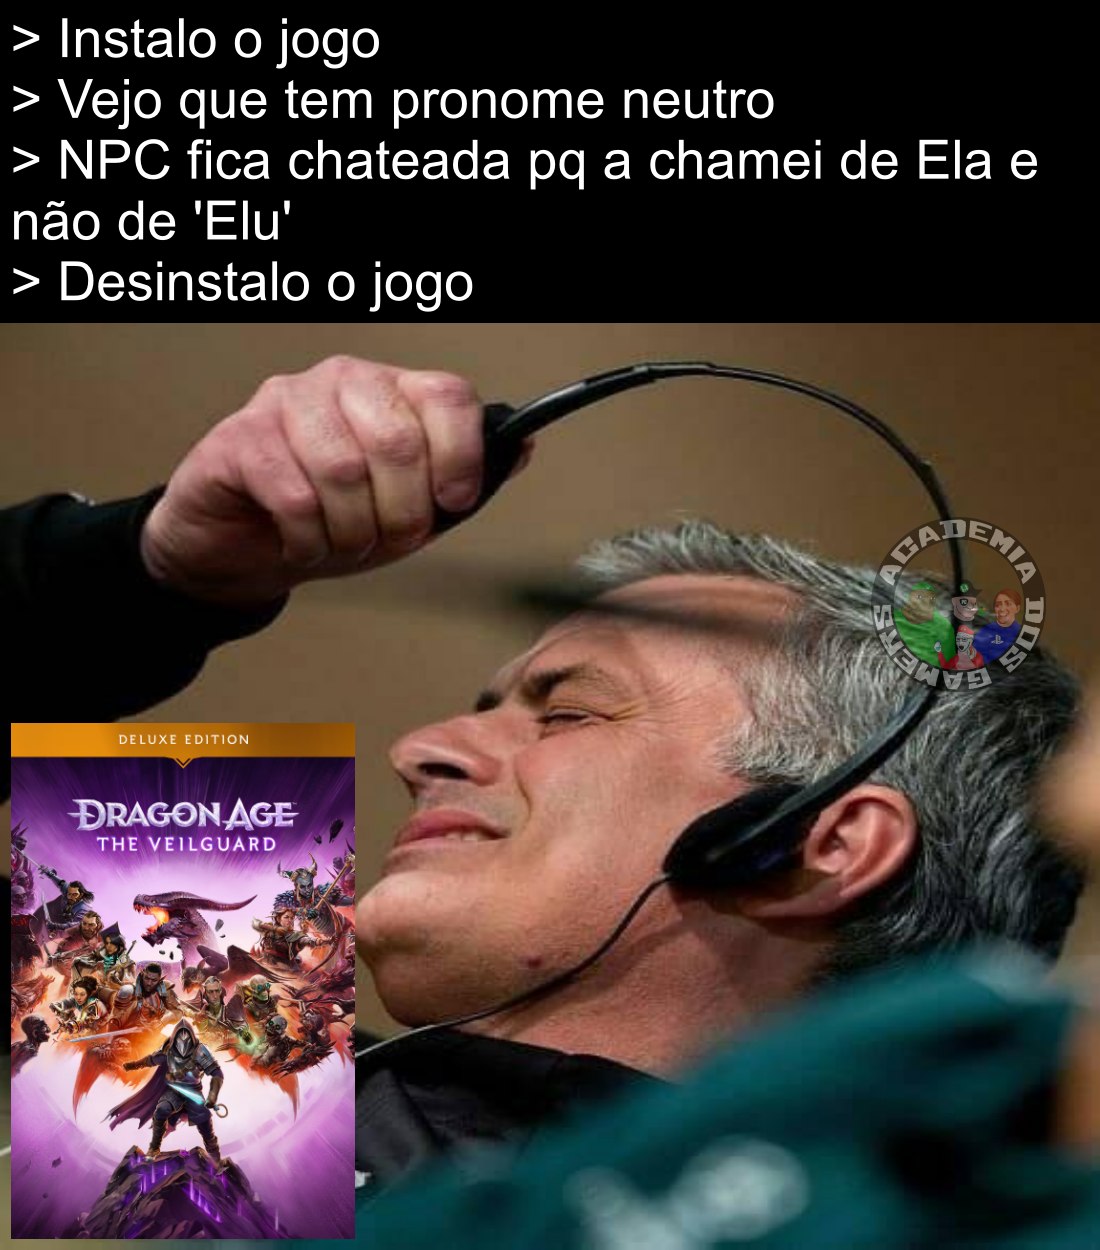 > Instalo o jogo
> Vejo que tem pronome neutro
> NPC fica chateada pq a chamei de Ela e
não de 'Elu'
> Desinstalo o jogo
ACADEMIA DOS GAMERS
DELUXE EDITION
DRAGON AGE
THE VEILGUARD